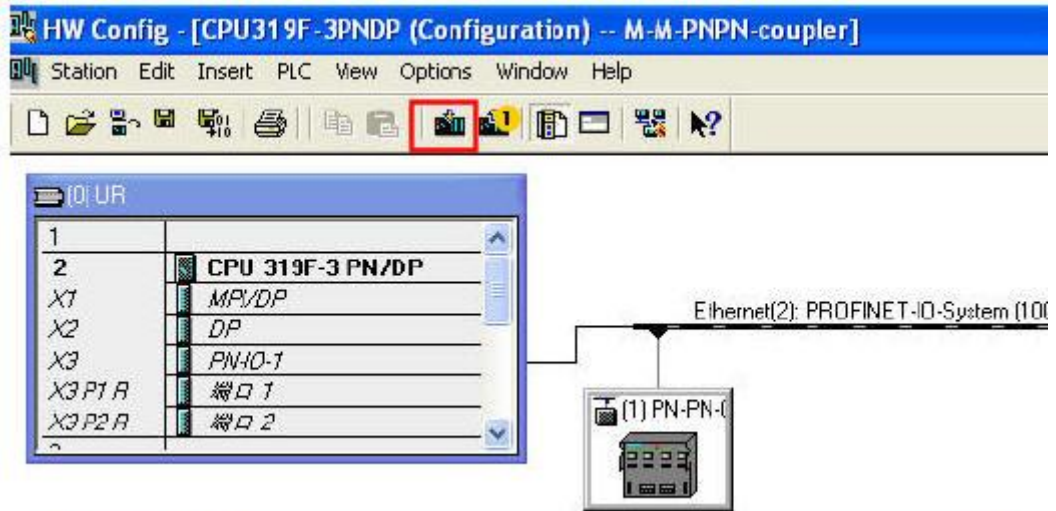 HW Config - [CPU319F-3PNDP (Configuration) -- M-M-PNPN-coupler]
Station Edit Insert PLC View Options Window Help
1
(0) UR
1
2 CPU 319F-3 PN/DP
X1 MPI/DP
X2 DP
X3 PN-IO-1
X3 P1 R 端口 1
X3 P2 R 端口 2
Ethernet(2): PROFINET-IO-System (100
(1) PN-PN-